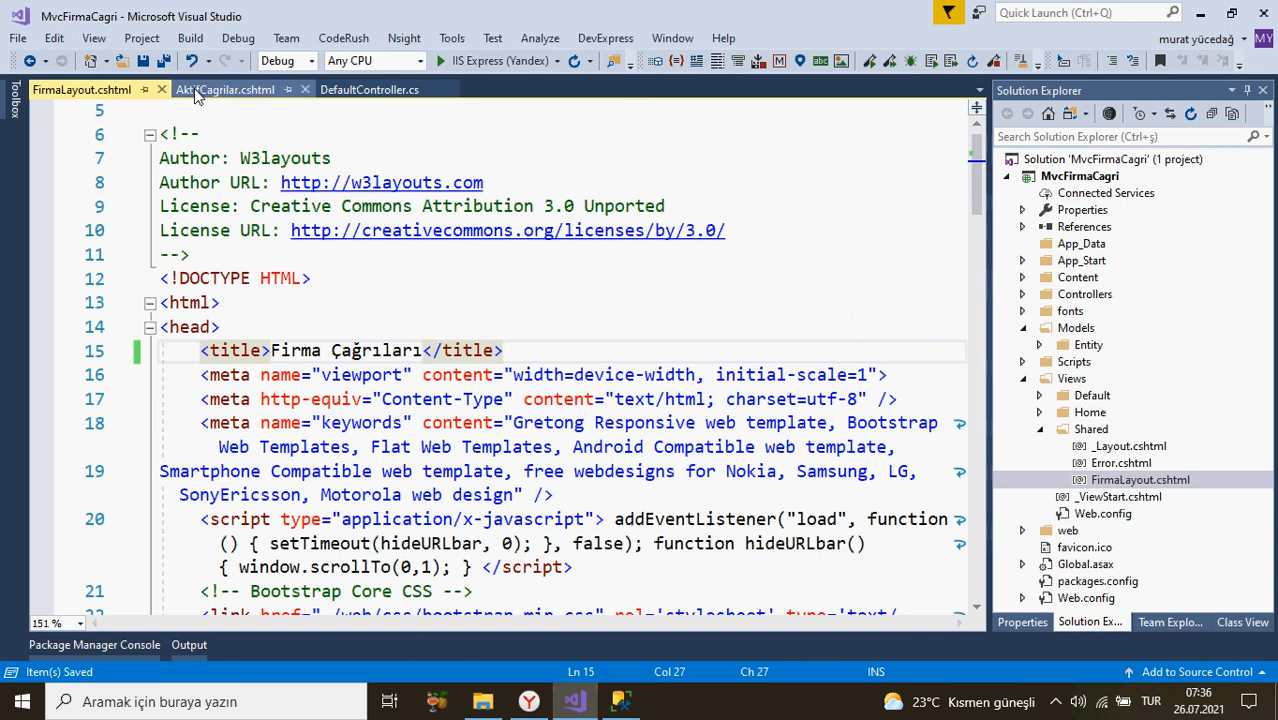 MvcFirmaCagri - Microsoft Visual Studio
Quick Launch (Ctrl+Q)
File Edit View Project Build Debug Team CodeRush Nsight Tools Test Analyze DevExpress Window Help
murat yücedağ MY
Debug Any CPU IIS Express (Yandex)
Toolbox
FirmaLayout.cshtml AktifCagrilar.cshtml DefaultController.cs
5
6 <!--
7 Author: W3layouts
8 Author URL: http://w3layouts.com
9 License: Creative Commons Attribution 3.0 Unported
10 License URL: http://creativecommons.org/licenses/by/3.0/
11 -->
12 <!DOCTYPE HTML>
13 <html>
14 <head>
15 <title>Firma Çağrıları</title>
16 <meta name="viewport" content="width=device-width, initial-scale=1">
17 <meta http-equiv="Content-Type" content="text/html; charset=utf-8" />
18 <meta name="keywords" content="Gretong Responsive web template, Bootstrap
Web Templates, Flat Web Templates, Android Compatible web template,
19 Smartphone Compatible web template, free webdesigns for Nokia, Samsung, LG,
SonyEricsson, Motorola web design" />
20 <script type="application/x-javascript"> addEventListener("load", function
() { setTimeout(hideURLbar, 0); }, false); function hideURLbar()
{ window.scrollTo(0,1); } </script>
21 <!-- Bootstrap Core CSS -->
151 %
Solution Explorer
Search Solution Explorer (Ctrl+ş)
Solution 'MvcFirmaCagri' (1 project)
MvcFirmaCagri
Connected Services
Properties
References
App_Data
App_Start
Content
Controllers
fonts
Models
Entity
Scripts
Views
Default
Home
Shared
_Layout.cshtml
Error.cshtml
FirmaLayout.cshtml
_ViewStart.cshtml
Web.config
web
favicon.ico
Global.asax
packages.config
Web.config
Properties Solution Ex... Team Explo... Class View
Package Manager Console Output
Item(s) Saved Ln 15 Col 27 Ch 27 INS Add to Source Control
Aramak için buraya yazın
23°C Kısmen güneşli
TUR
07:36
26.07.2021